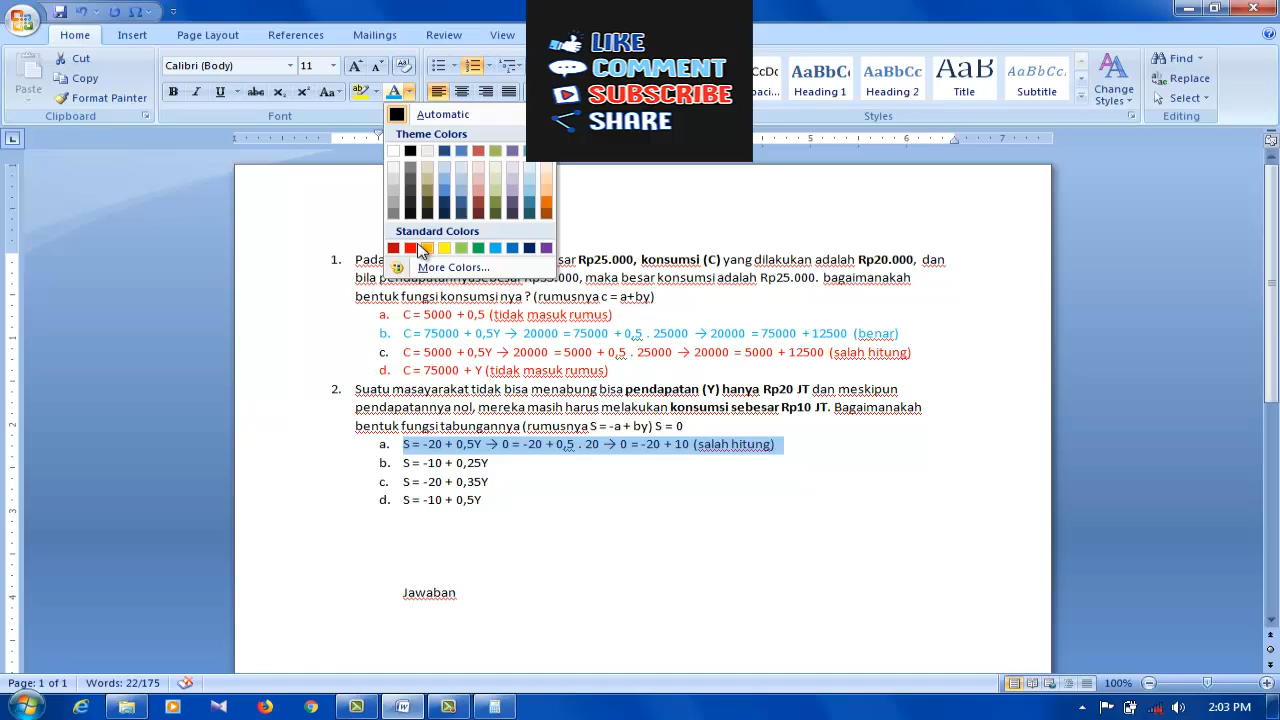 Home Insert Page Layout References Mailings Review View
Cut
Copy
Paste Format Painter
Clipboard
Calibri (Body) 11
Font
LIKE
COMMENT
SUBSCRIBE
SHARE
AaBbC AaBbCc AaB AaBbCc.
Heading 1 Heading 2 Title Subtitle
Change
Styles
Styles
Find
Replace
Select
Editing
Automatic
Theme Colors
Standard Colors
More Colors...
5 6 7
1. Pada Rp25.000, konsumsi (C) yang dilakukan adalah Rp20.000, dan
maka besar konsumsi adalah Rp25.000. bagaimanakah
bentuk fungsi konsumsi nya ? (rumusnya c = a+by)
a. C = 5000 + 0,5 (tidak masuk rumus)
b. C = 75000 + 0,5Y → 20000 = 75000 + 0,5 . 25000 → 20000 = 75000 + 12500 (benar)
c. C = 5000 + 0,5Y → 20000 = 5000 + 0,5 . 25000 → 20000 = 5000 + 12500 (salah hitung)
d. C = 75000 + Y (tidak masuk rumus)
2. Suatu masayarakat tidak bisa menabung bisa pendapatan (Y) hanya Rp20 JT dan meskipun
pendapatannya nol, mereka masih harus melakukan konsumsi sebesar Rp10 JT. Bagaimanakah
bentuk fungsi tabungannya (rumusnya S = -a + by) S = 0
a. S = -20 + 0,5Y → 0 = -20 + 0,5 . 20 → 0 = -20 + 10 (salah hitung)
b. S = -10 + 0,25Y
c. S = -20 + 0,35Y
d. S = -10 + 0,5Y
Jawaban
Page: 1 of 1 Words: 22/175 100%
2:03 PM